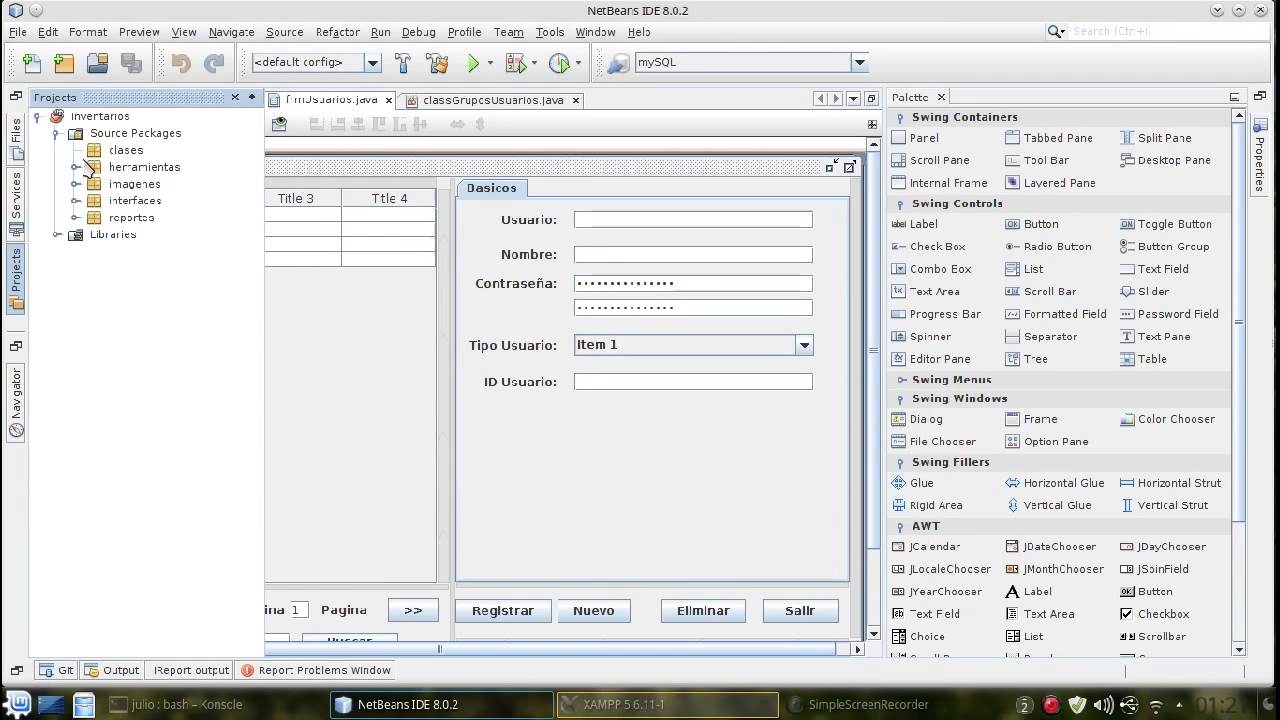 NetBeans IDE 8.0.2
File Edit Format Preview View Navigate Source Refactor Run Debug Profile Team Tools Window Help
Search (Ctrl+I)
<default config>
mySQL
Projects
frmUsuarios.java
classGruposUsuarios.java
Palette
Files
Services
Projects
Navigator
Properties
Inventarios
Source Packages
clases
herramientas
imagenes
interfaces
reportes
Libraries
Title 3 Title 4
Basicos
Usuario:
Nombre:
Contraseña:
Tipo Usuario: Item 1
ID Usuario:
ina 1 Pagina >>
Registrar Nuevo Eliminar Salir
Buscar
Swing Containers
Panel Tabbed Pane Split Pane
Scroll Pane Tool Bar Desktop Pane
Internal Frame Layered Pane
Swing Controls
Label Button Toggle Button
Check Box Radio Button Button Group
Combo Box List Text Field
Text Area Scroll Bar Slider
Progress Bar Formatted Field Password Field
Spinner Separator Text Pane
Editor Pane Tree Table
Swing Menus
Swing Windows
Dialog Frame Color Chooser
File Chooser Option Pane
Swing Fillers
Glue Horizontal Glue Horizontal Strut
Rigid Area Vertical Glue Vertical Strut
AWT
JCalendar JDateChooser JDayChooser
JLocaleChooser JMonthChooser JSpinField
JYearChooser Label Button
Text Field Text Area Checkbox
Choice List Scrollbar
Git Output IReport output Report Problems Window
julio : bash – Konsole
NetBeans IDE 8.0.2
XAMPP 5.6.11-1
SimpleScreenRecorder
2